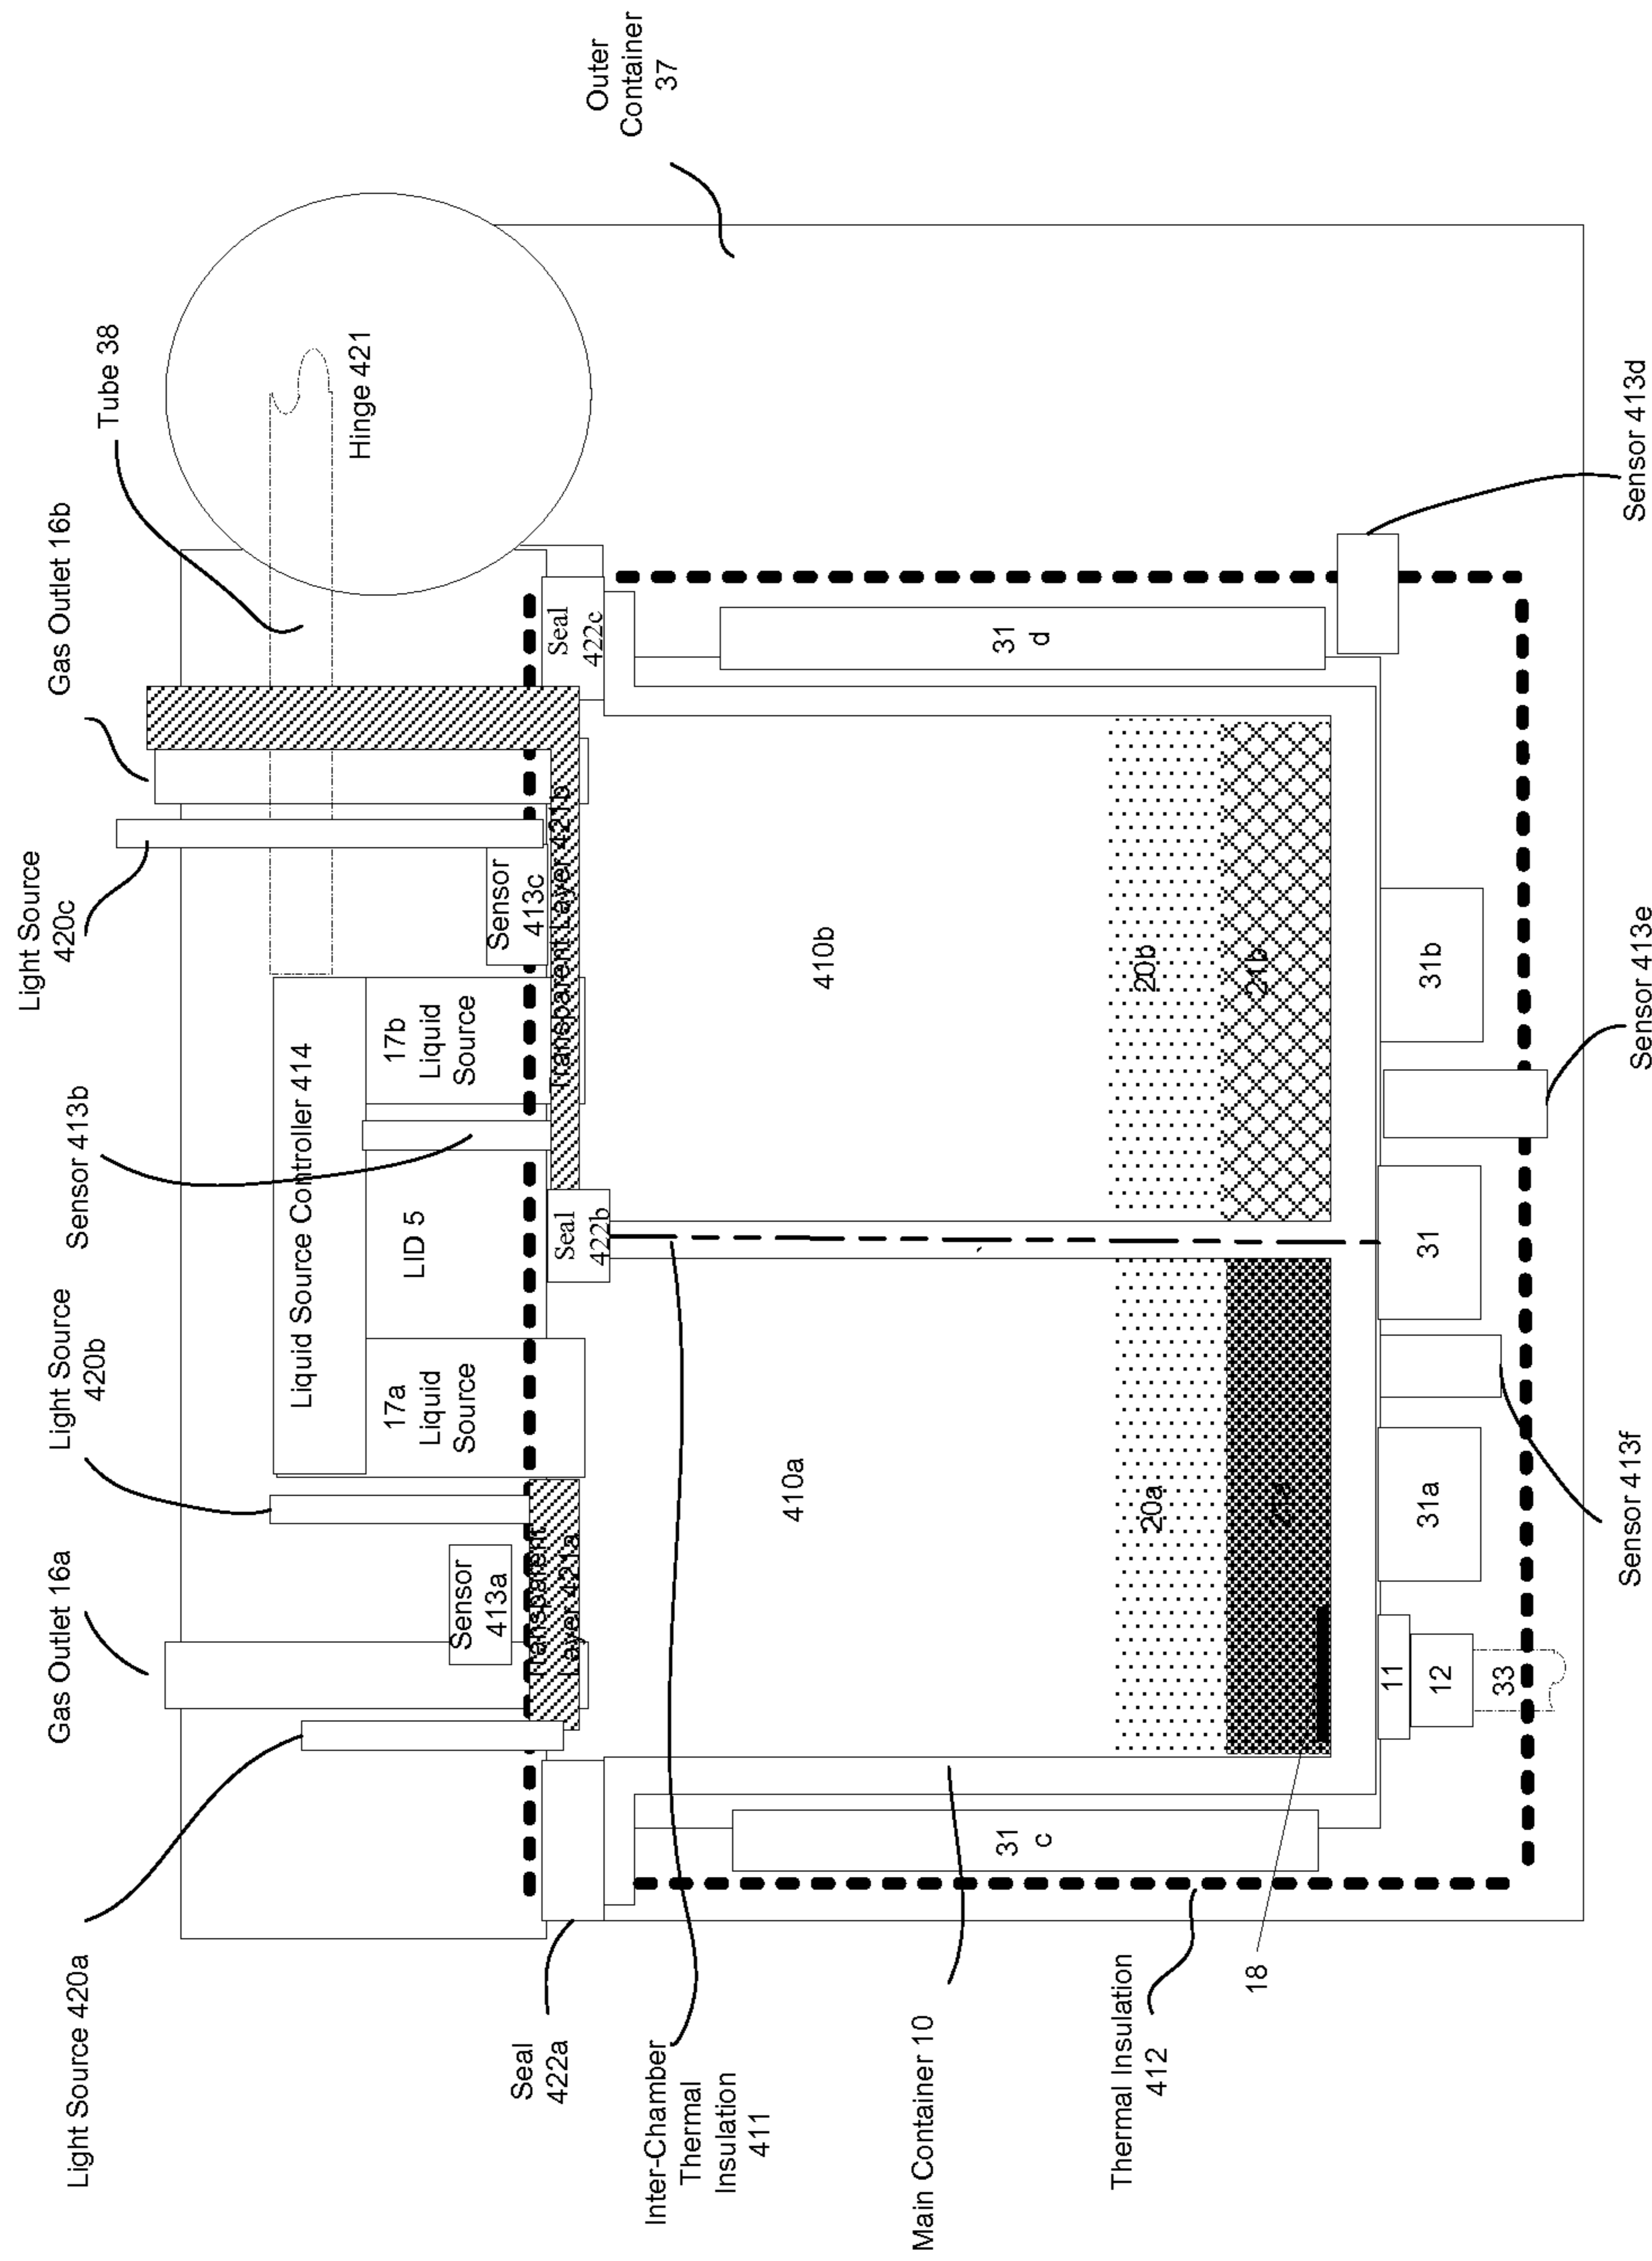 Outer
Container
37
Tube 38
Hinge 421
Gas Outlet 16b
Light Source
420c
Sensor 413b
Light Source
420b
Gas Outlet 16a
Light Source 420a
Liquid Source Controller 414
17a
Liquid
Source
LID 5
17b
Liquid
Source
Sensor
413a
Sensor
413c
Transparent
Layer 421a
Transparent Layer 421b
Seal
422a
Seal
422b
Seal
422c
Inter-Chamber
Thermal
Insulation
411
Main Container 10
Thermal Insulation
412
18
410a
410b
20a
20b
21a
21b
31
c
31
d
11
12
33
31a
31
31b
Sensor 413f
Sensor 413e
Sensor 413d